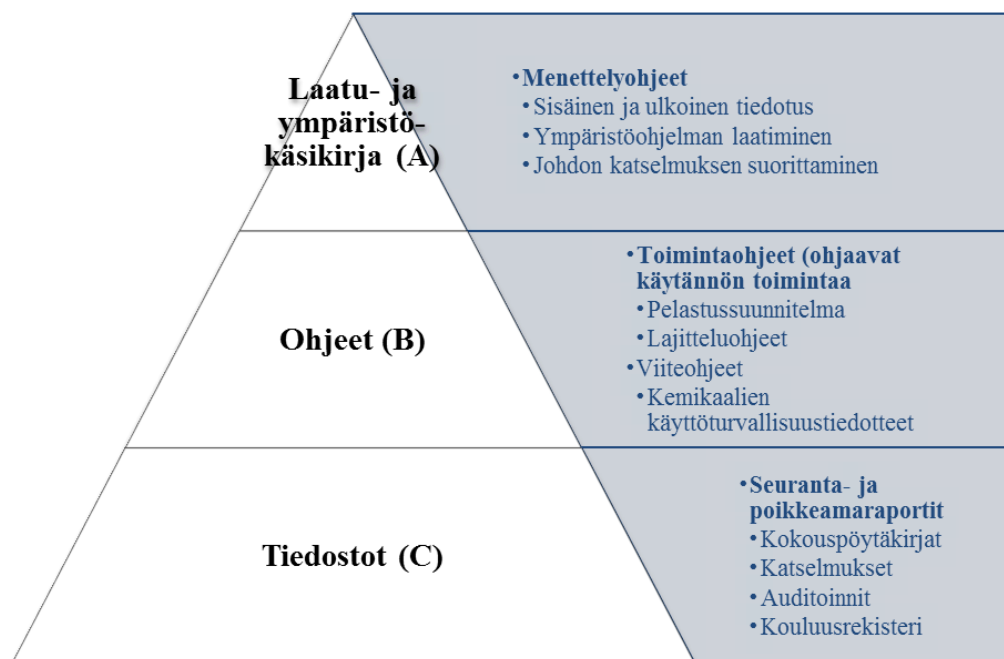 Laatu- ja
ympäristö-
käsikirja (A)
• Menettelyohjeet
• Sisäinen ja ulkoinen tiedotus
• Ympäristöohjelman laatiminen
• Johdon katselmuksen suorittaminen
Ohjeet (B)
• Toimintaohjeet (ohjaavat
käytännön toimintaa
• Pelastussuunnitelma
• Lajitteluohjeet
• Viiteohjeet
• Kemikaalien
käyttöturvallisuustiedotteet
Tiedostot (C)
• Seuranta- ja
poikkeamaraportit
• Kokouspöytäkirjat
• Katselmukset
• Auditoinnit
• Kouluusrekisteri